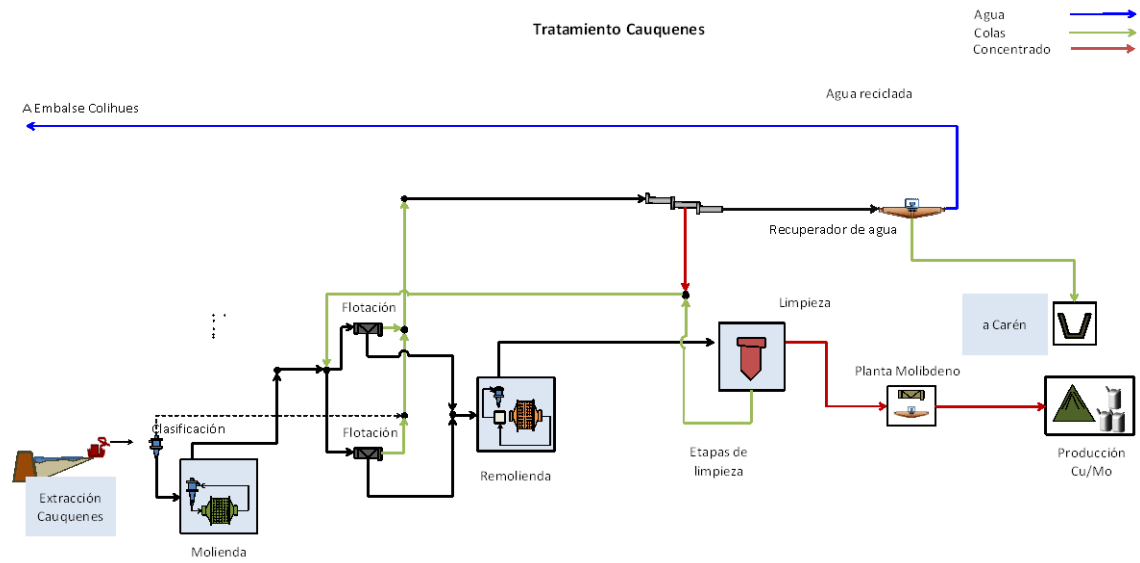 Tratamiento Cauquenes
Agua
Colas
Concentrado
A Embalse Colihues
Agua reciclada
Recuperador de agua
Flotación
Limpieza
a Carén
Planta Molibdeno
Clasificación
Flotación
Extracción
Cauquenes
Molienda
Remolienda
Etapas de
limpieza
Producción
Cu/Mo